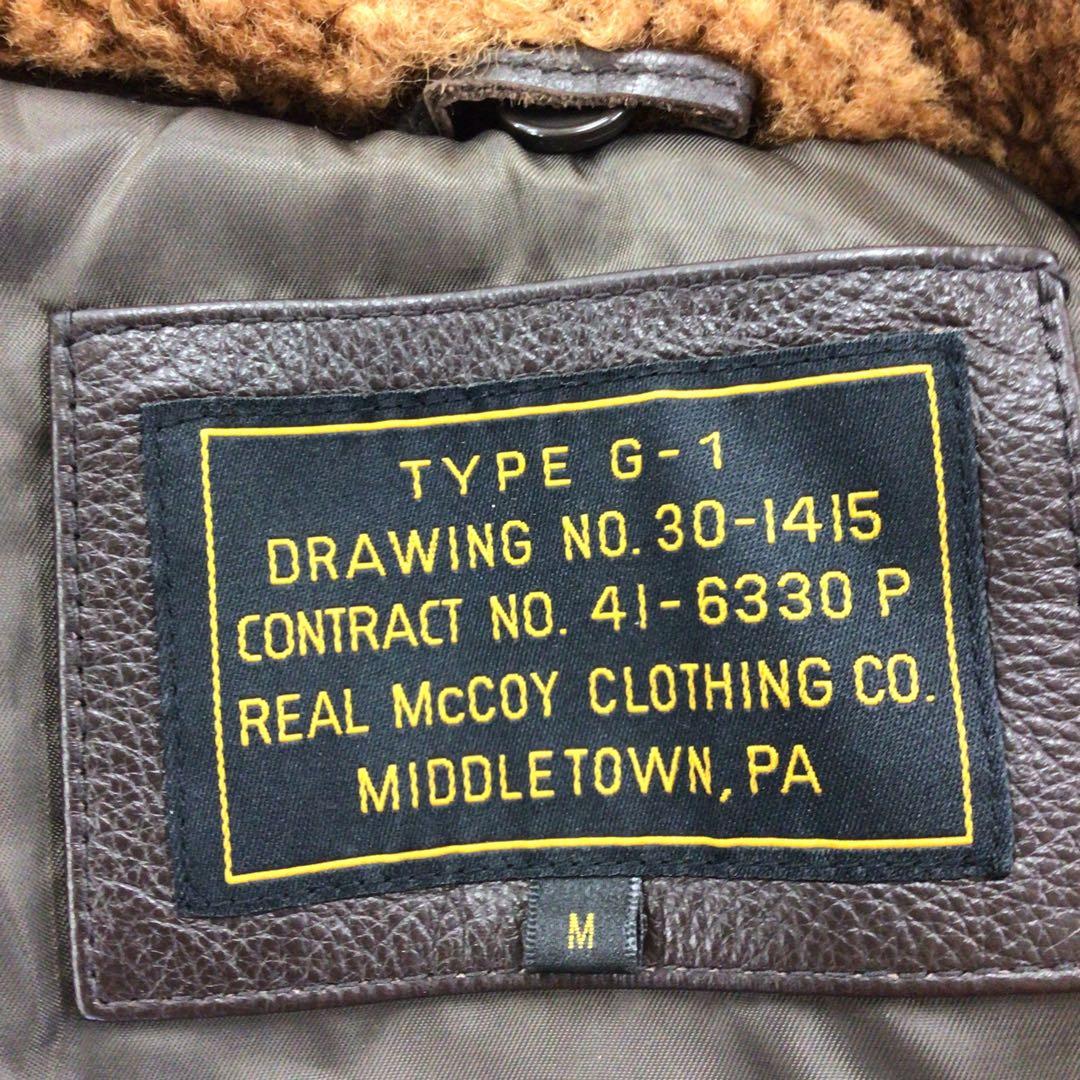 TYPE G-1
DRAWING NO. 30-1415
CONTRACT NO. 41-6330 P
REAL McCOY CLOTHING CO.
MIDDLETOWN, PA
M